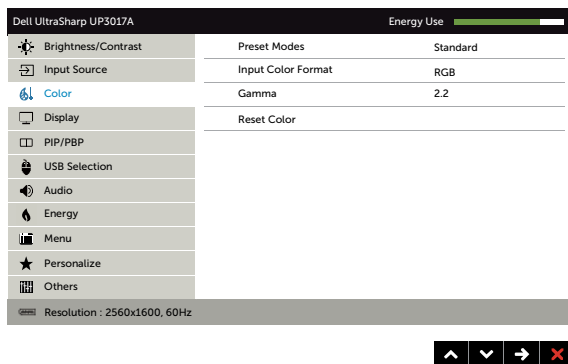 Dell UltraSharp UP3017A Energy Use
Brightness/Contrast Preset Modes Standard
Input Source Input Color Format RGB
Color Gamma 2.2
Display Reset Color
PIP/PBP
USB Selection
Audio
Energy
Menu
Personalize
Others
Resolution : 2560x1600, 60Hz